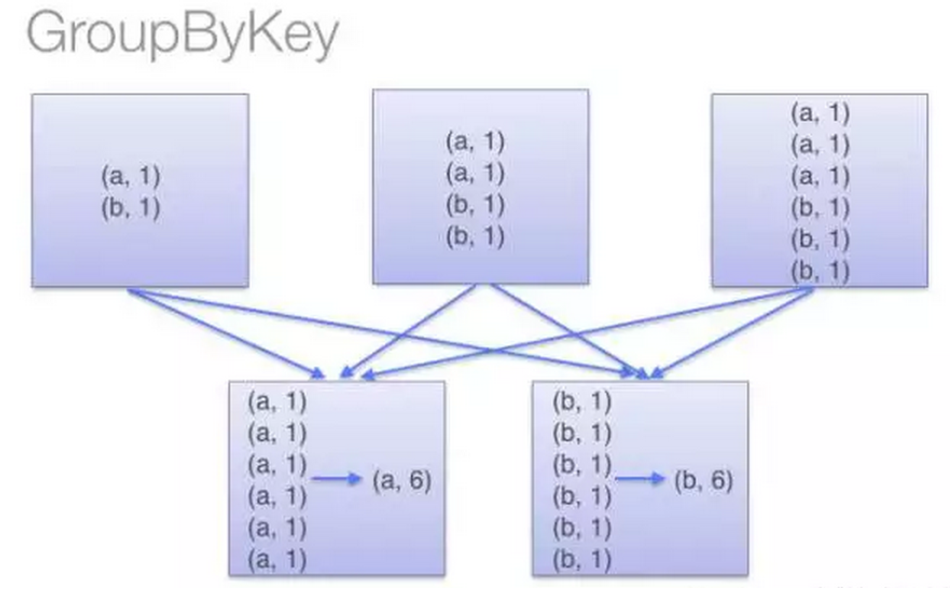 GroupByKey
(a, 1)
(b, 1)
(a, 1)
(a, 1)
(b, 1)
(b, 1)
(a, 1)
(a, 1)
(a, 1)
(b, 1)
(b, 1)
(b, 1)
(a, 1)
(a, 1)
(a, 1)
(a, 1)
(a, 1)
(a, 1)
(a, 6)
(b, 1)
(b, 1)
(b, 1)
(b, 1)
(b, 1)
(b, 1)
(b, 6)